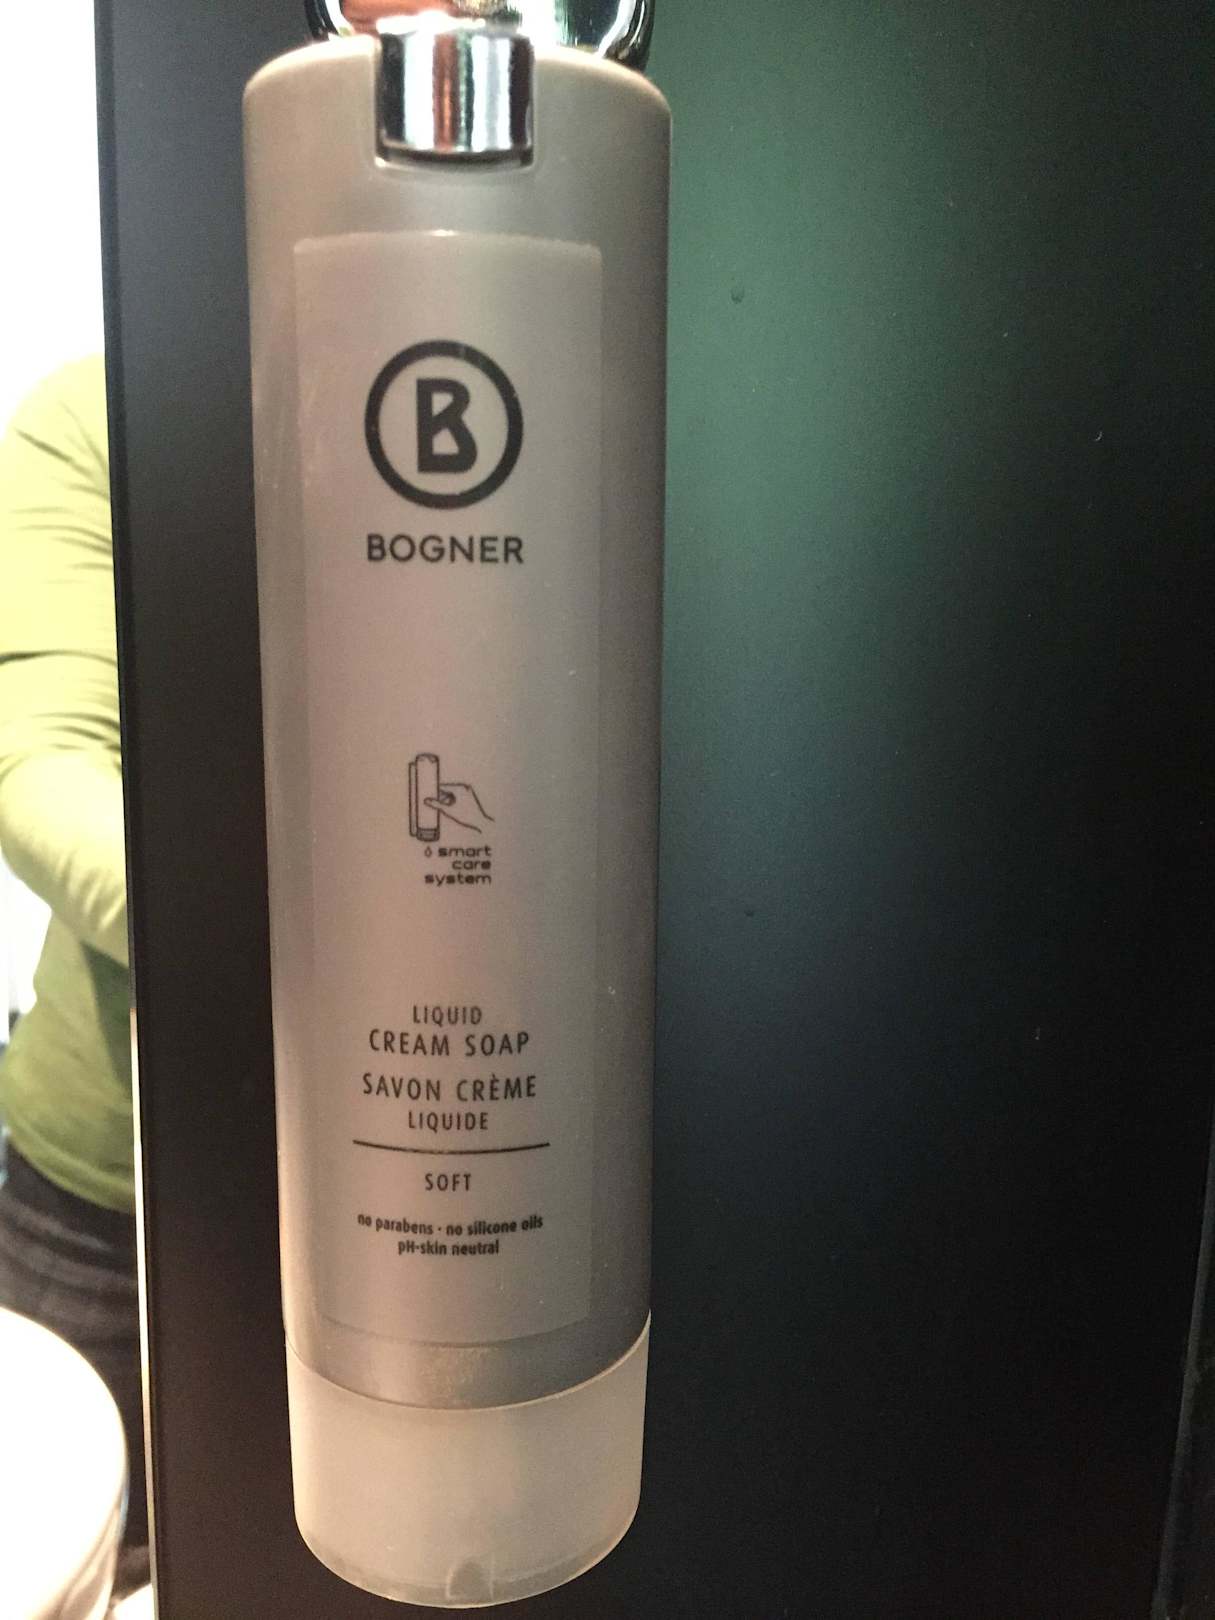 B
BOGNER
smart
care
system
LIQUID
CREAM SOAP
SAVON CRÈME
LIQUIDE
SOFT
no parabens · no silicone oils
pH-skin neutral